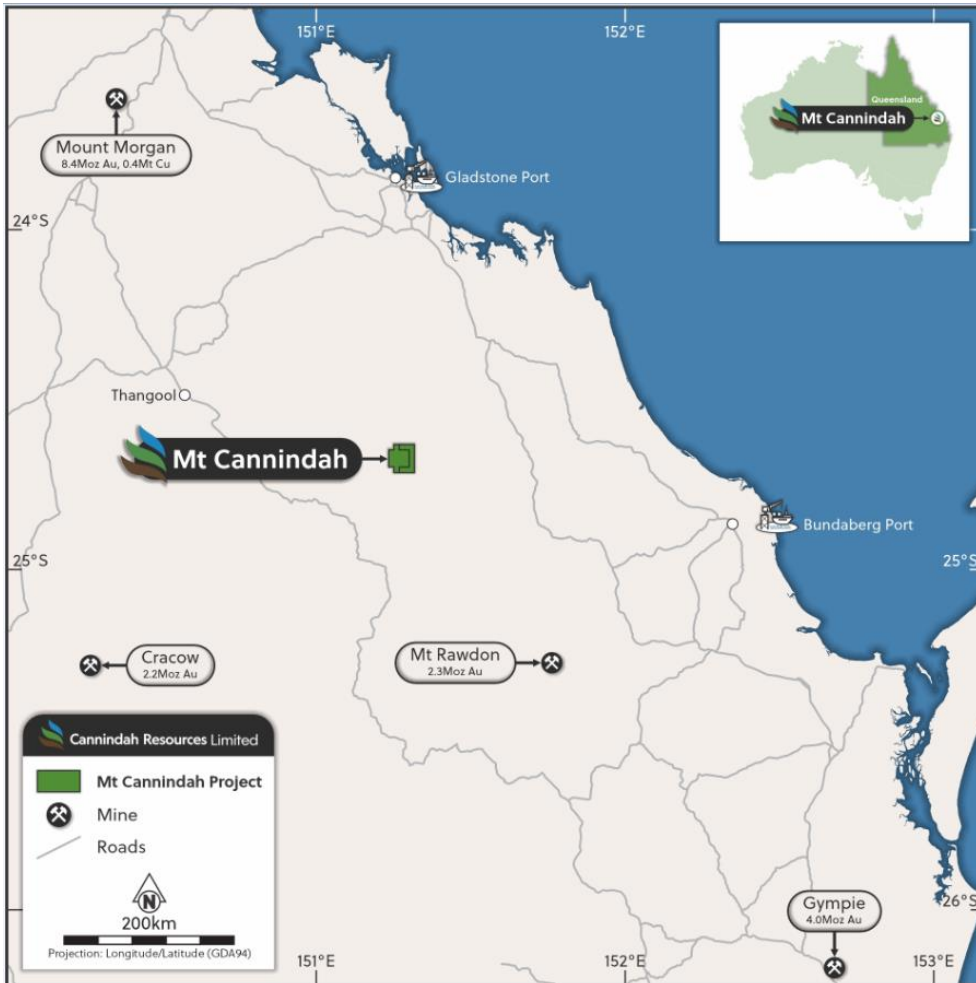 151°E
152°E
Queensland
Mt Cannindah
Mount Morgan
8.4Moz Au, 0.4Mt Cu
Gladstone Port
24°S
Thangool
Mt Cannindah
Bundaberg Port
25°S
25°S
Cracow
2.2Moz Au
Mt Rawdon
2.3Moz Au
Cannindah Resources Limited
Mt Cannindah Project
Mine
Roads
N
200km
Projection: Longitude/Latitude (GDA94)
Gympie
4.0Moz Au
26°S
151°E
152°E
153°E